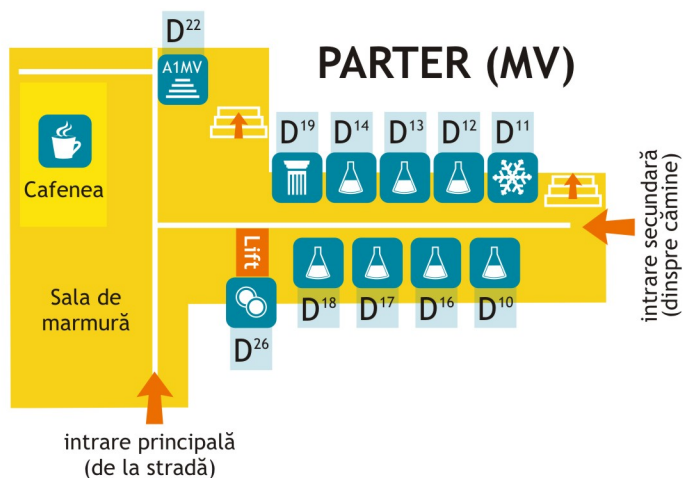 D22
A1MV
PARTER (MV)
D19
D14
D13
D12
D11
Cafenea
intrare secundară
(dinspre cămine)
Lift
Sala de
marmură
D18
D17
D16
D10
D26
intrare principală
(de la stradă)